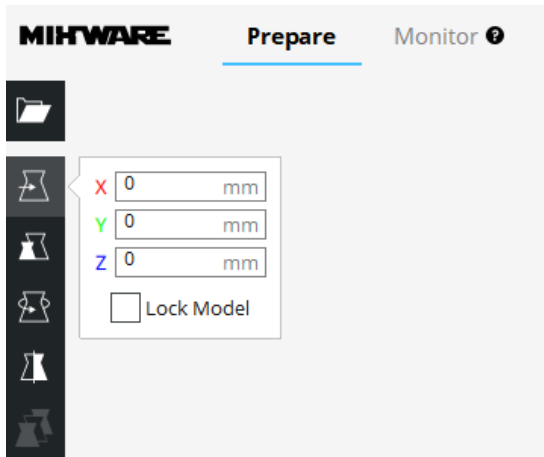 MIHWARE Prepare Monitor ?
X 0 mm
Y 0 mm
Z 0 mm
Lock Model